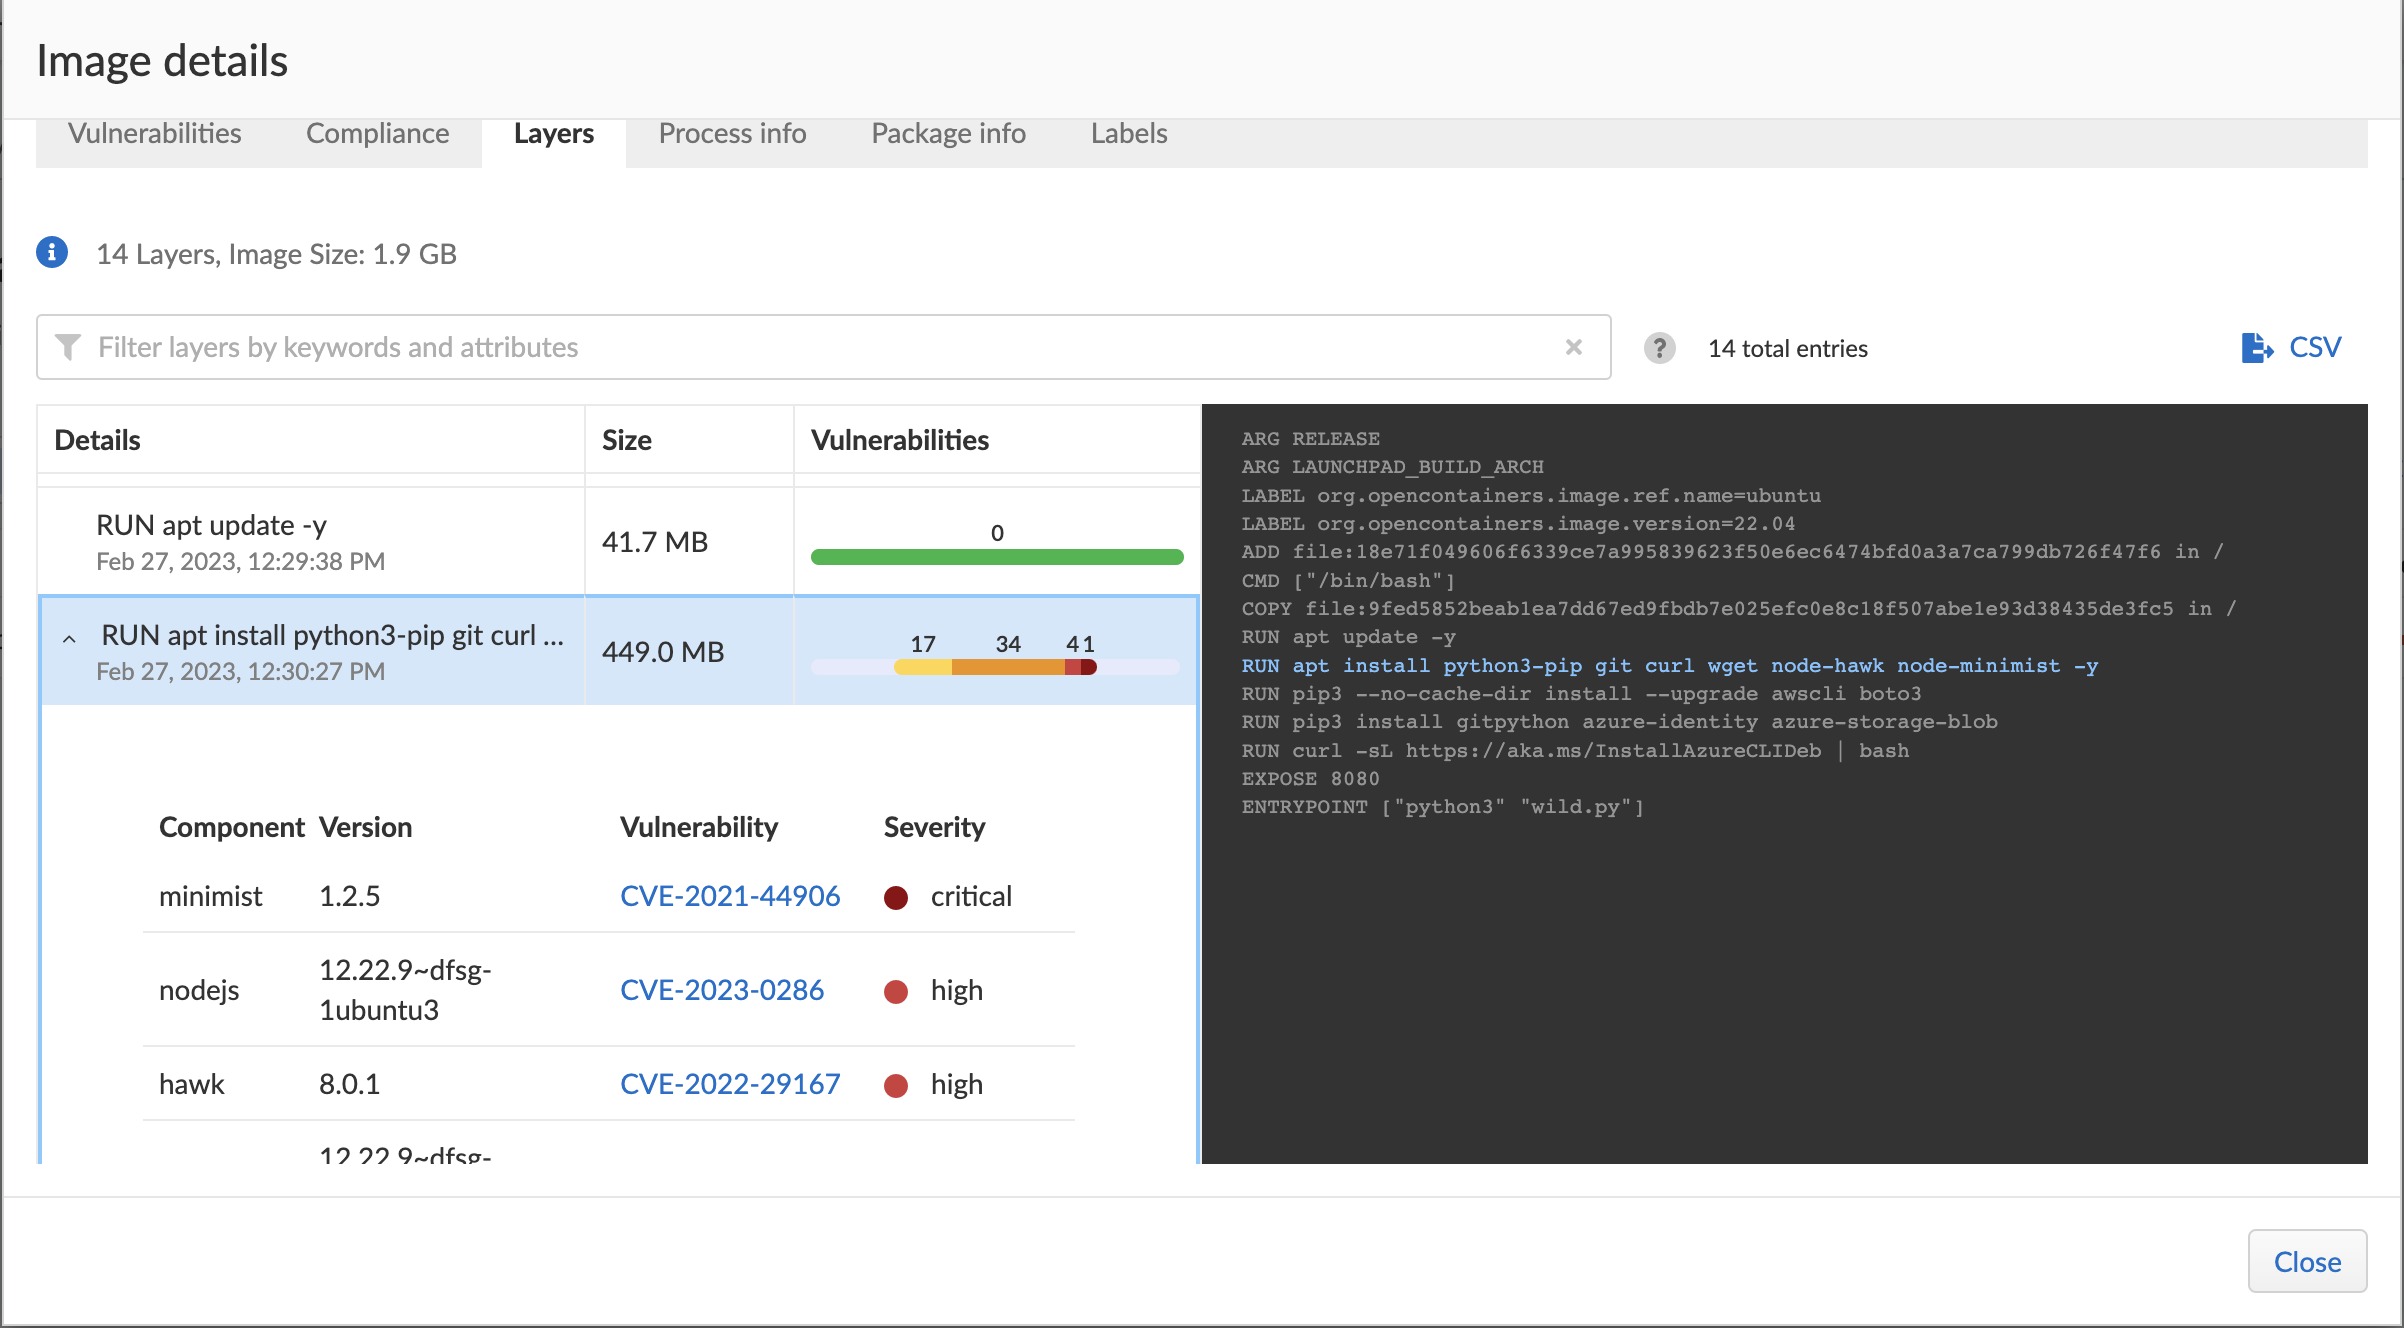 Image details
Vulnerabilities Compliance Layers Process info Package info Labels
14 Layers, Image Size: 1.9 GB
Filter layers by keywords and attributes
14 total entries
CSV
Details Size Vulnerabilities
RUN apt update -y
Feb 27, 2023, 12:29:38 PM
41.7 MB
0
RUN apt install python3-pip git curl ...
Feb 27, 2023, 12:30:27 PM
449.0 MB
17 34 4 1
Component Version Vulnerability Severity
minimist 1.2.5 CVE-2021-44906 critical
nodejs 12.22.9~dfsg-
1ubuntu3 CVE-2023-0286 high
hawk 8.0.1 CVE-2022-29167 high
12.22.9~dfsg-
ARG RELEASE
ARG LAUNCHPAD_BUILD_ARCH
LABEL org.opencontainers.image.ref.name=ubuntu
LABEL org.opencontainers.image.version=22.04
ADD file:18e71f049606f6339ce7a995839623f50e6ec6474bfd0a3a7ca799db726f47f6 in /
CMD ["/bin/bash"]
COPY file:9fed5852beab1ea7dd67ed9fbdb7e025efc0e8c18f507abe1e93d38435de3fc5 in /
RUN apt update -y
RUN apt install python3-pip git curl wget node-hawk node-minimist -y
RUN pip3 --no-cache-dir install --upgrade awscli boto3
RUN pip3 install gitpython azure-identity azure-storage-blob
RUN curl -sL https://aka.ms/InstallAzureCLIDeb | bash
EXPOSE 8080
ENTRYPOINT ["python3" "wild.py"]
Close